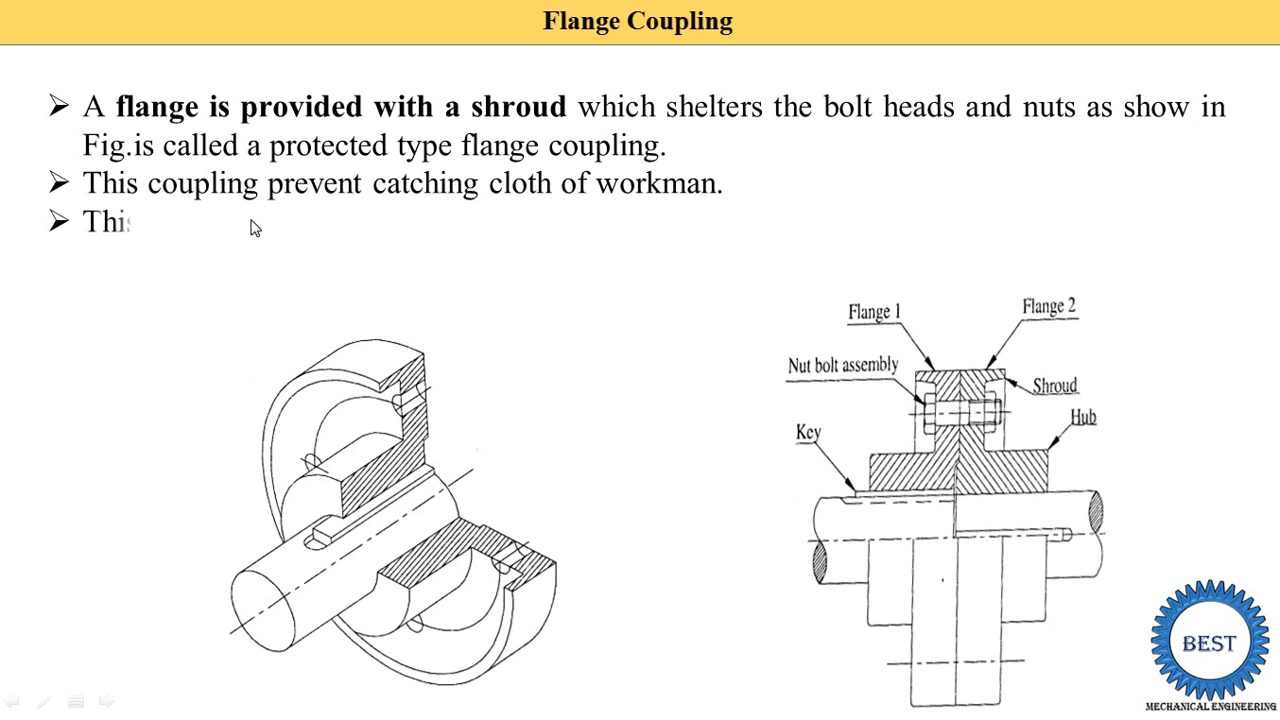 Flange Coupling
➢ A flange is provided with a shroud which shelters the bolt heads and nuts as show in
Fig.is called a protected type flange coupling.
➢ This coupling prevent catching cloth of workman.
➢ This
Flange 1
Flange 2
Nut bolt assembly
Shroud
Hub
Key
BEST
MECHANICAL ENGINEERING